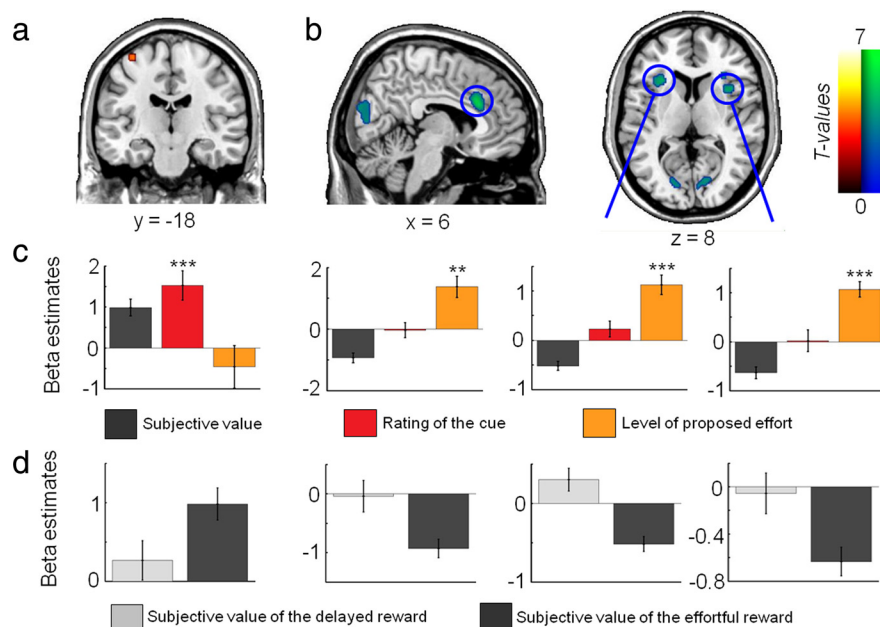 a
b
7
T-values
0
y = -18
x = 6
z = 8
c
Beta estimates
2
1
0
-1
***
2
0
-2
**
1
0
-1
***
1
0
-1
***
Subjective value
Rating of the cue
Level of proposed effort
d
Beta estimates
1
0
0
-1
0
-1
0
-0.4
-0.8
Subjective value of the delayed reward
Subjective value of the effortful reward